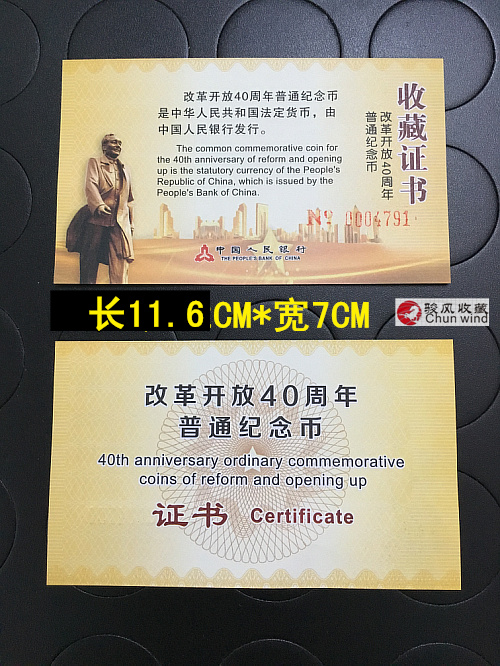 改革开放40周年普通纪念币
是中华人民共和国法定货币，由
中国人民银行发行。
The common commemorative coin for
the 40th anniversary of reform and opening
up is the statutory currency of the People's
Republic of China, which is issued by the
People's Bank of China.
收藏证书
改革开放40周年
普通纪念币
№ 0004791
中国人民银行
THE PEOPLE'S BANK OF CHINA
长11.6CM*宽7CM
骏风收藏
Chun wind
改革开放40周年
普通纪念币
40th anniversary ordinary commemorative
coins of reform and opening up
证书 Certificate